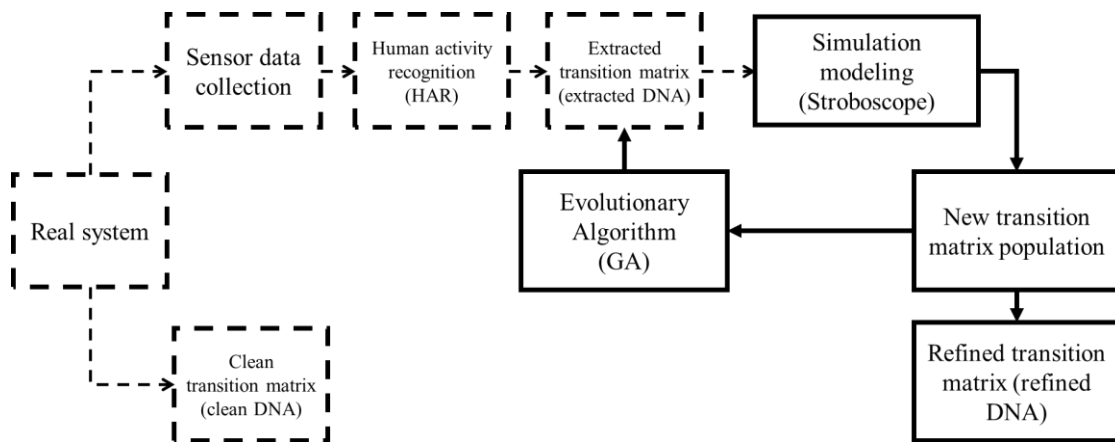 Sensor data
collection
Human activity
recognition
(HAR)
Extracted
transition matrix
(extracted DNA)
Simulation
modeling
(Stroboscope)
Real system
Evolutionary
Algorithm
(GA)
New transition
matrix population
Clean
transition matrix
(clean DNA)
Refined transition
matrix (refined
DNA)